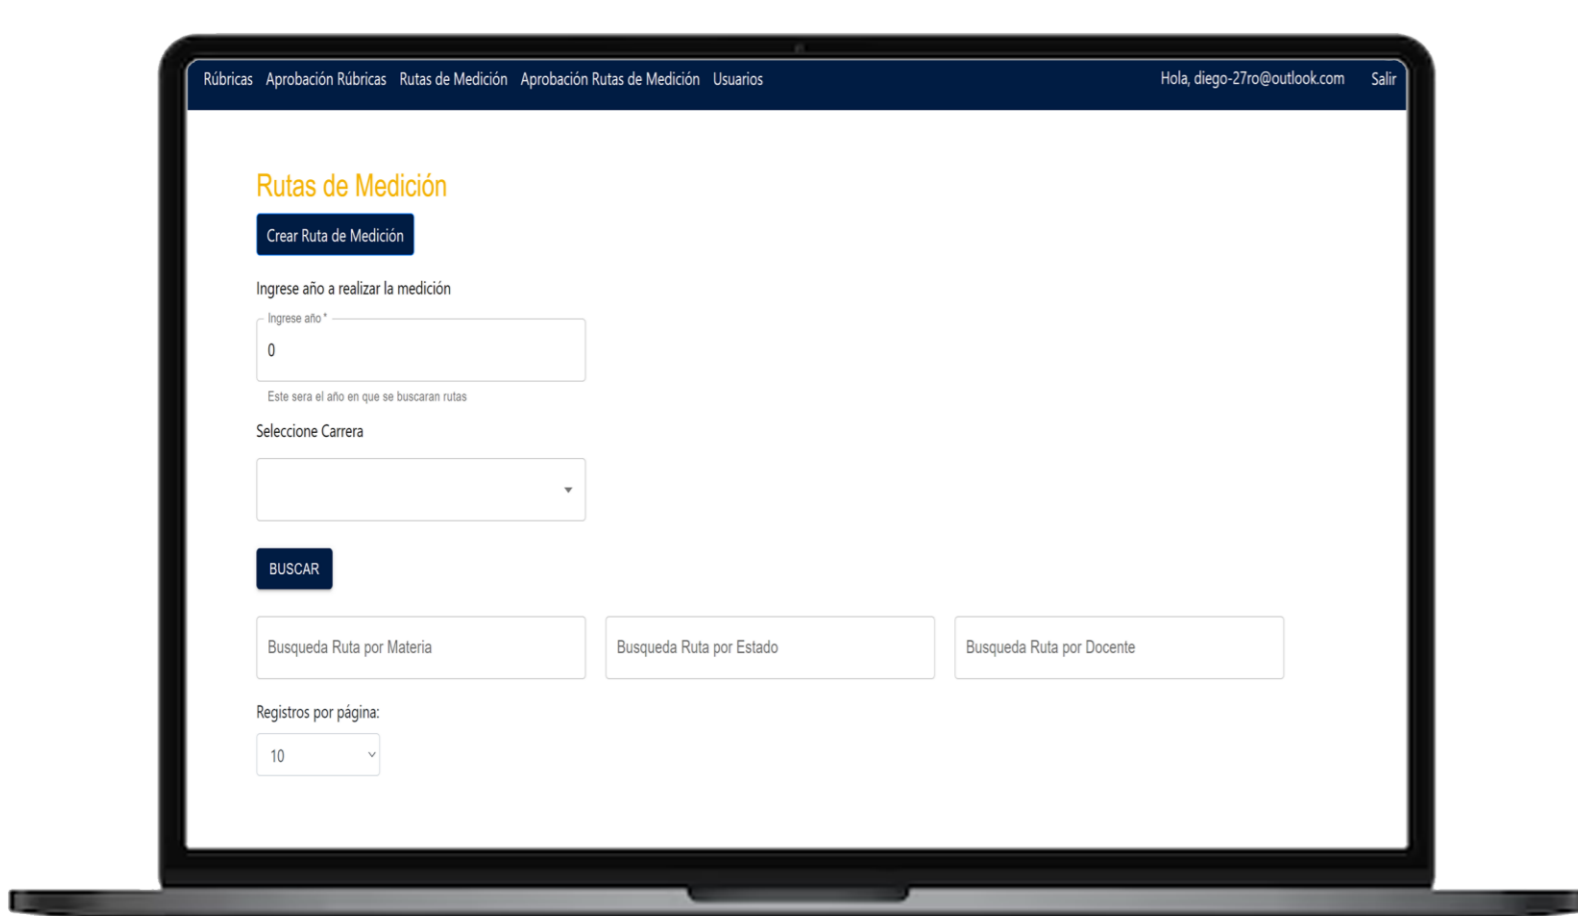 Rúbricas Aprobación Rúbricas Rutas de Medición Aprobación Rutas de Medición Usuarios Hola, diego-27ro@outlook.com Salir
Rutas de Medición
Crear Ruta de Medición
Ingrese año a realizar la medición
Ingrese año *
0
Este sera el año en que se buscaran rutas
Seleccione Carrera
BUSCAR
Busqueda Ruta por Materia Busqueda Ruta por Estado Busqueda Ruta por Docente
Registros por página:
10